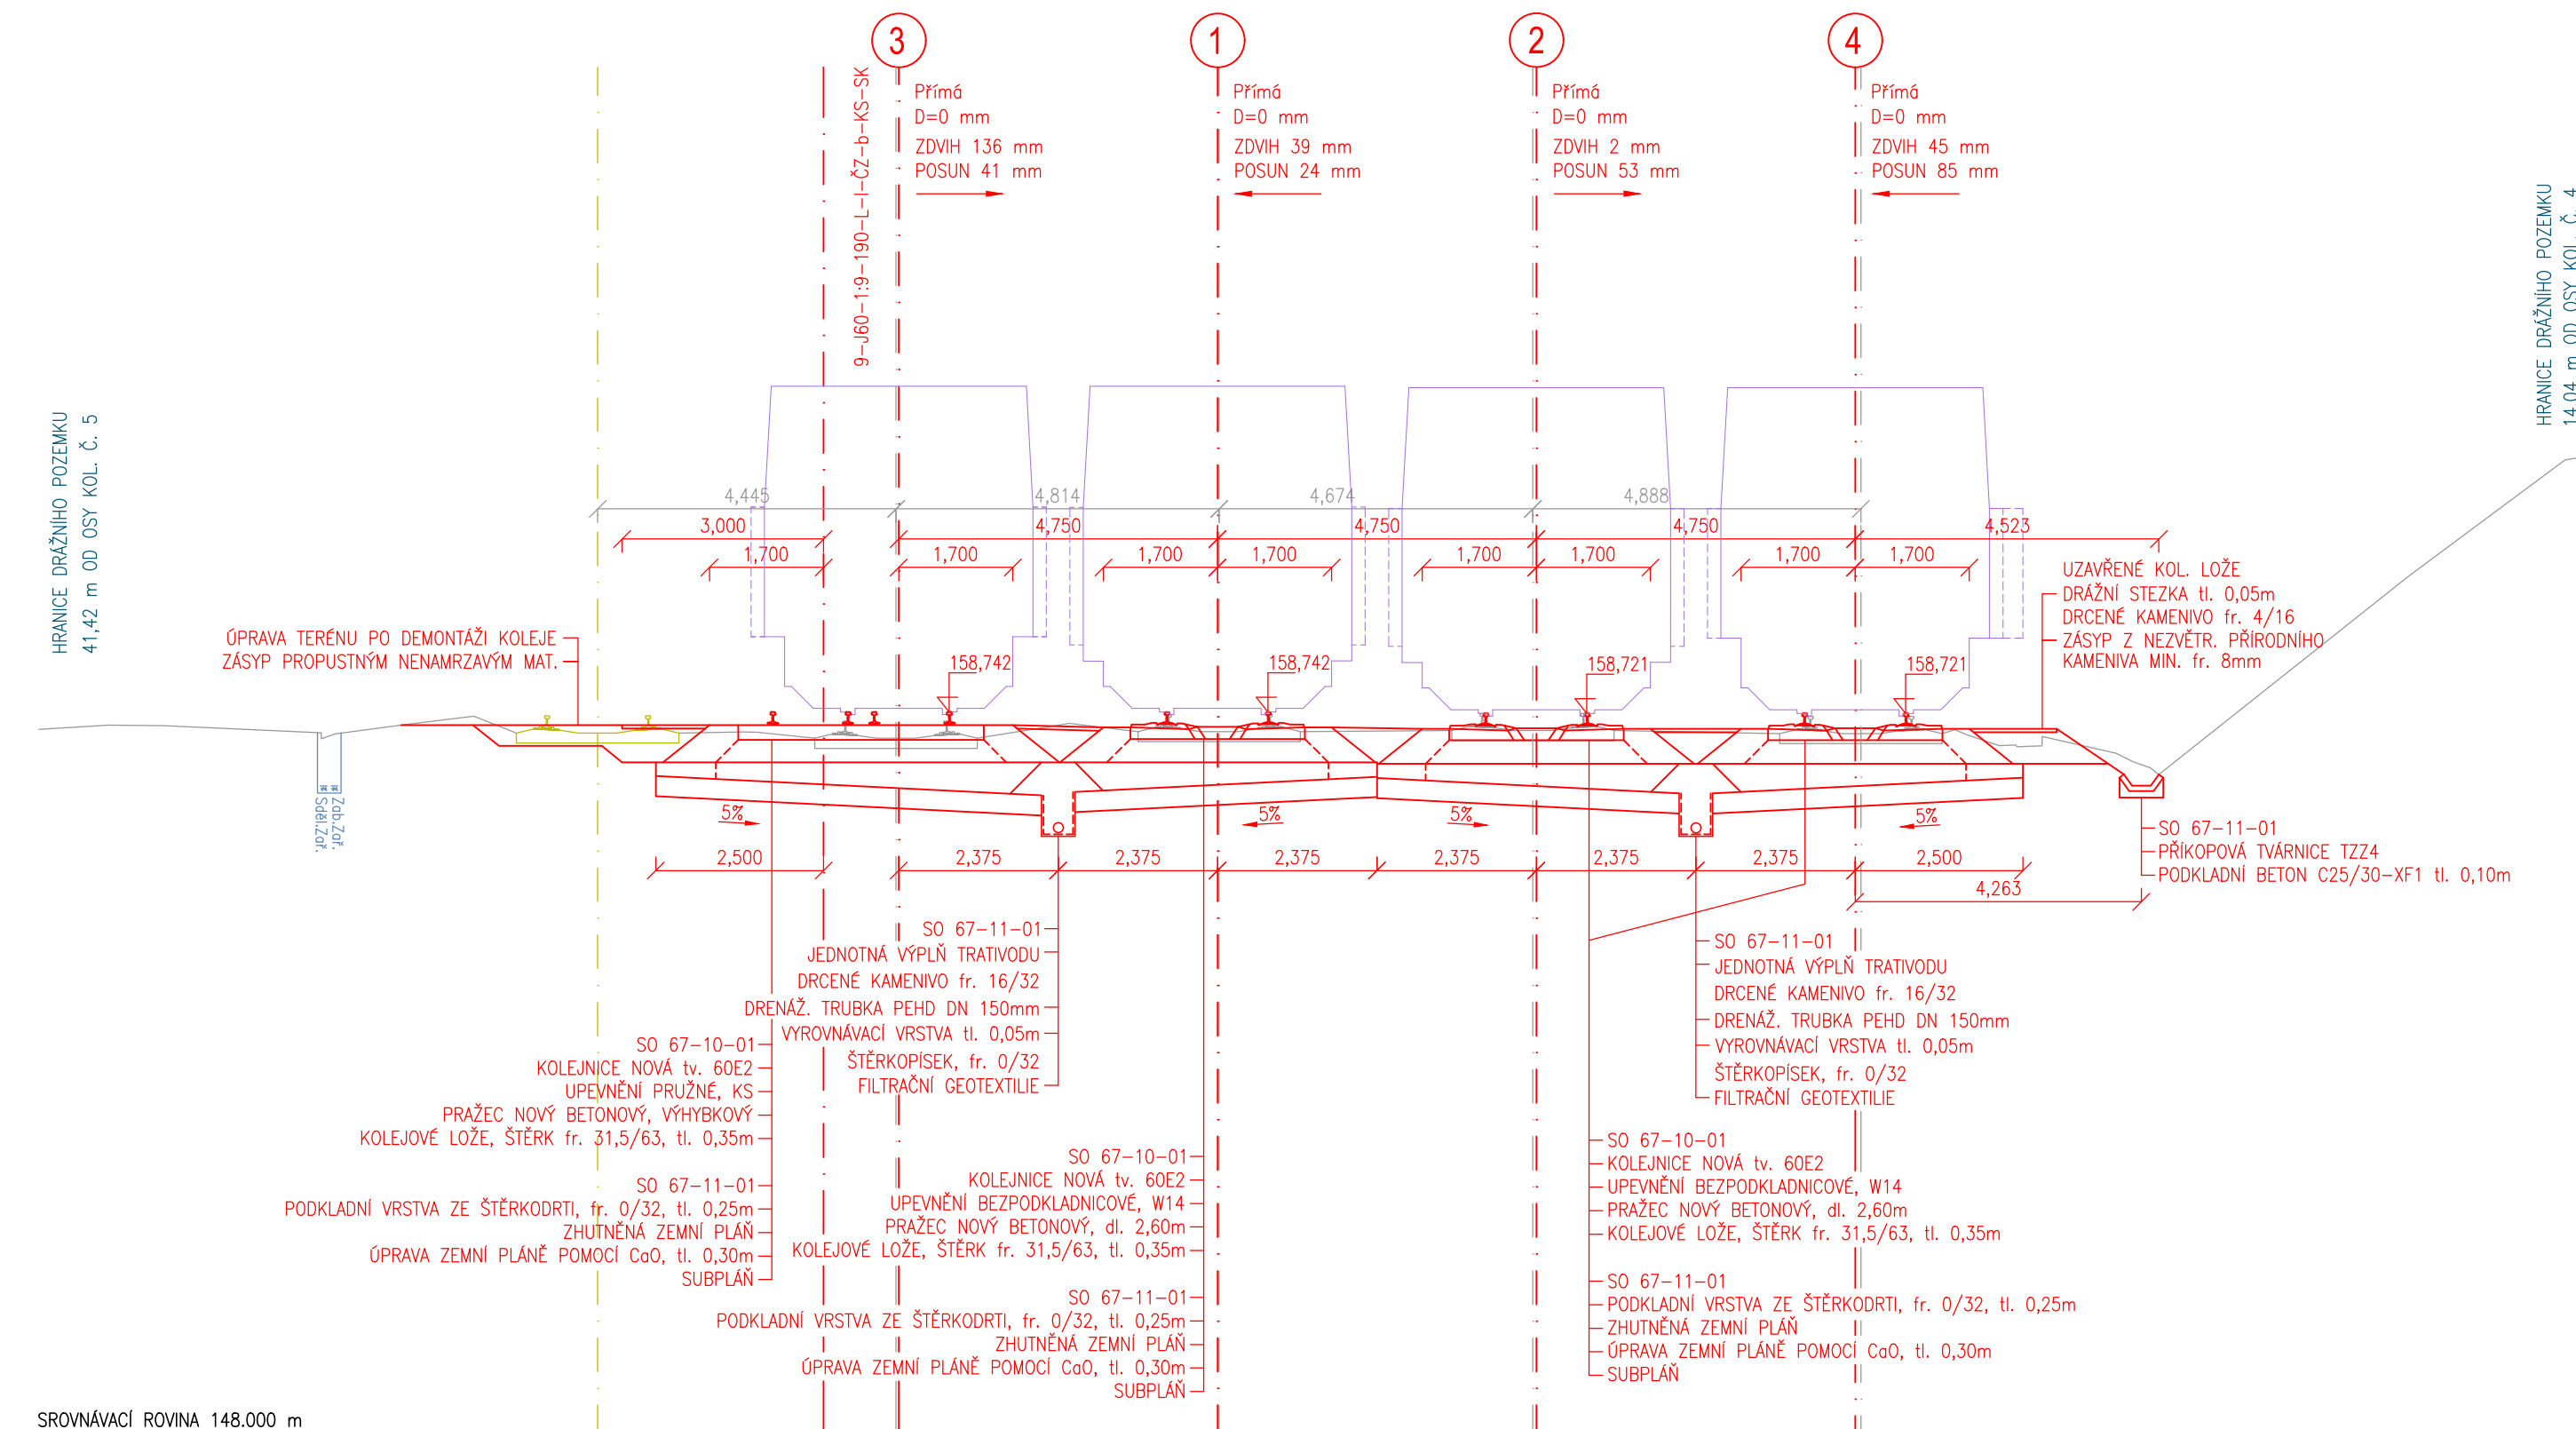 3
1
2
4
9-J60-1:9-190-L-I-ČZ-b-KS-SK
Přímá
D=0 mm
ZDVIH 136 mm
POSUN 41 mm
Přímá
D=0 mm
ZDVIH 39 mm
POSUN 24 mm
Přímá
D=0 mm
ZDVIH 2 mm
POSUN 53 mm
Přímá
D=0 mm
ZDVIH 45 mm
POSUN 85 mm
HRANICE DRÁŽNÍHO POZEMKU
41,42 m OD OSY KOL. Č. 5
HRANICE DRÁŽNÍHO POZEMKU
14,04 m OD OSY KOL. Č. 4
4,445
4,814
4,674
4,888
3,000
4,750
4,750
4,750
4,523
1,700
1,700
1,700
1,700
1,700
1,700
1,700
1,700
UZAVŘENÉ KOL. LOŽE
DRÁŽNÍ STEZKA tl. 0,05m
DRCENÉ KAMENIVO fr. 4/16
ZÁSYP Z NEZVĚTR. PŘÍRODNÍHO
KAMENIVA MIN. fr. 8mm
ÚPRAVA TERÉNU PO DEMONTÁŽI KOLEJE
ZÁSYP PROPUSTNÝM NENAMRZAVÝM MAT.
158,742
158,742
158,721
158,721
Zab.Zař.
Sděl.Zař.
5%
5%
5%
5%
2,500
2,375
2,375
2,375
2,375
2,375
2,375
2,500
4,263
SO 67-11-01
PŘÍKOPOVÁ TVÁRNICE TZZ4
PODKLADNÍ BETON C25/30-XF1 tl. 0,10m
SO 67-11-01
JEDNOTNÁ VÝPLŇ TRATIVODU
DRCENÉ KAMENIVO fr. 16/32
DRENÁŽ. TRUBKA PEHD DN 150mm
VYROVNÁVACÍ VRSTVA tl. 0,05m
ŠTĚRKOPÍSEK, fr. 0/32
FILTRAČNÍ GEOTEXTILIE
SO 67-11-01
JEDNOTNÁ VÝPLŇ TRATIVODU
DRCENÉ KAMENIVO fr. 16/32
DRENÁŽ. TRUBKA PEHD DN 150mm
VYROVNÁVACÍ VRSTVA tl. 0,05m
ŠTĚRKOPÍSEK, fr. 0/32
FILTRAČNÍ GEOTEXTILIE
SO 67-10-01
KOLEJNICE NOVÁ tv. 60E2
UPEVNĚNÍ PRUŽNÉ, KS
PRAŽEC NOVÝ BETONOVÝ, VÝHYBKOVÝ
KOLEJOVÉ LOŽE, ŠTĚRK fr. 31,5/63, tl. 0,35m
SO 67-11-01
PODKLADNÍ VRSTVA ZE ŠTĚRKODRTI, fr. 0/32, tl. 0,25m
ZHUTNĚNÁ ZEMNÍ PLÁŇ
ÚPRAVA ZEMNÍ PLÁNĚ POMOCÍ CaO, tl. 0,30m
SUBPLÁŇ
SO 67-10-01
KOLEJNICE NOVÁ tv. 60E2
UPEVNĚNÍ BEZPODKLADNICOVÉ, W14
PRAŽEC NOVÝ BETONOVÝ, dl. 2,60m
KOLEJOVÉ LOŽE, ŠTĚRK fr. 31,5/63, tl. 0,35m
SO 67-11-01
PODKLADNÍ VRSTVA ZE ŠTĚRKODRTI, fr. 0/32, tl. 0,25m
ZHUTNĚNÁ ZEMNÍ PLÁŇ
ÚPRAVA ZEMNÍ PLÁNĚ POMOCÍ CaO, tl. 0,30m
SUBPLÁŇ
SO 67-10-01
KOLEJNICE NOVÁ tv. 60E2
UPEVNĚNÍ BEZPODKLADNICOVÉ, W14
PRAŽEC NOVÝ BETONOVÝ, dl. 2,60m
KOLEJOVÉ LOŽE, ŠTĚRK fr. 31,5/63, tl. 0,35m
SO 67-11-01
PODKLADNÍ VRSTVA ZE ŠTĚRKODRTI, fr. 0/32, tl. 0,25m
ZHUTNĚNÁ ZEMNÍ PLÁŇ
ÚPRAVA ZEMNÍ PLÁNĚ POMOCÍ CaO, tl. 0,30m
SUBPLÁŇ
SROVNÁVACÍ ROVINA 148.000 m